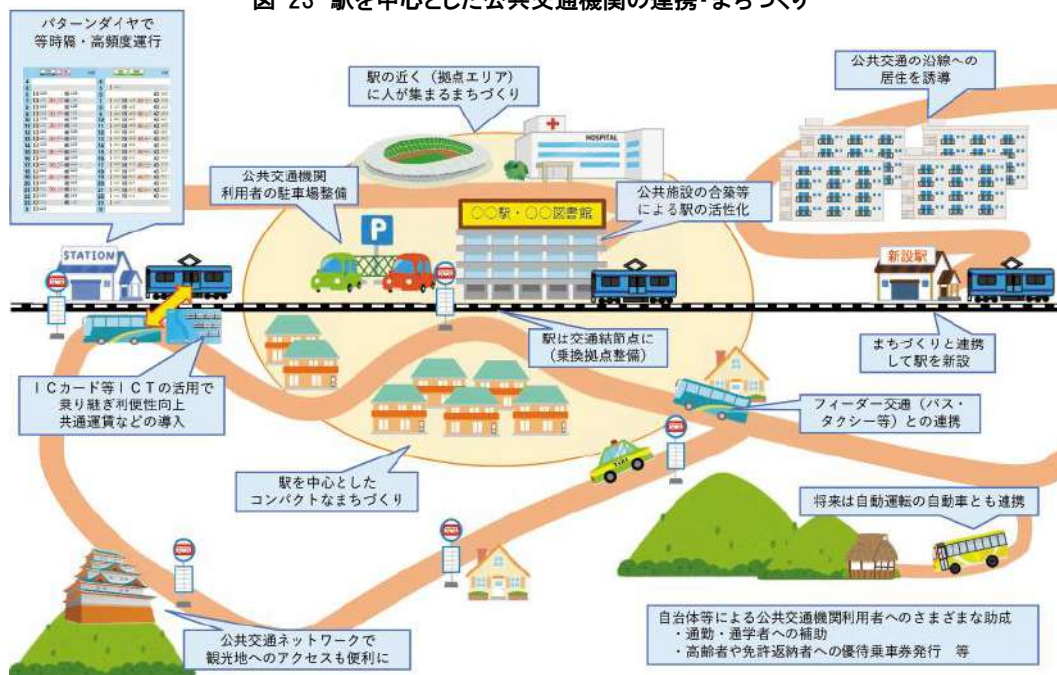 図 23 駅を中心とした公共交通機関の連携・まちづくり
パターンダイヤで
等時隔・高頻度運行
駅の近く（拠点エリア）
に人が集まるまちづくり
公共交通の沿線への
居住を誘導
HOSPITAL
公共交通機関
利用者の駐車場整備
公共施設の合築等
による駅の活性化
〇〇駅・〇〇図書館
P
STATION
新設駅
駅は交通結節点に
（乗換拠点整備）
まちづくりと連携
して駅を新設
ＩＣカード等ＩＣＴの活用で
乗り継ぎ利便性向上
共通運賃などの導入
フィーダー交通（バス・
タクシー等）との連携
TAXI
駅を中心とした
コンパクトなまちづくり
将来は自動運転の自動車とも連携
公共交通ネットワークで
観光地へのアクセスも便利に
自治体等による公共交通機関利用者へのさまざまな助成
・通勤・通学者への補助
・高齢者や免許返納者への優待乗車券発行　等